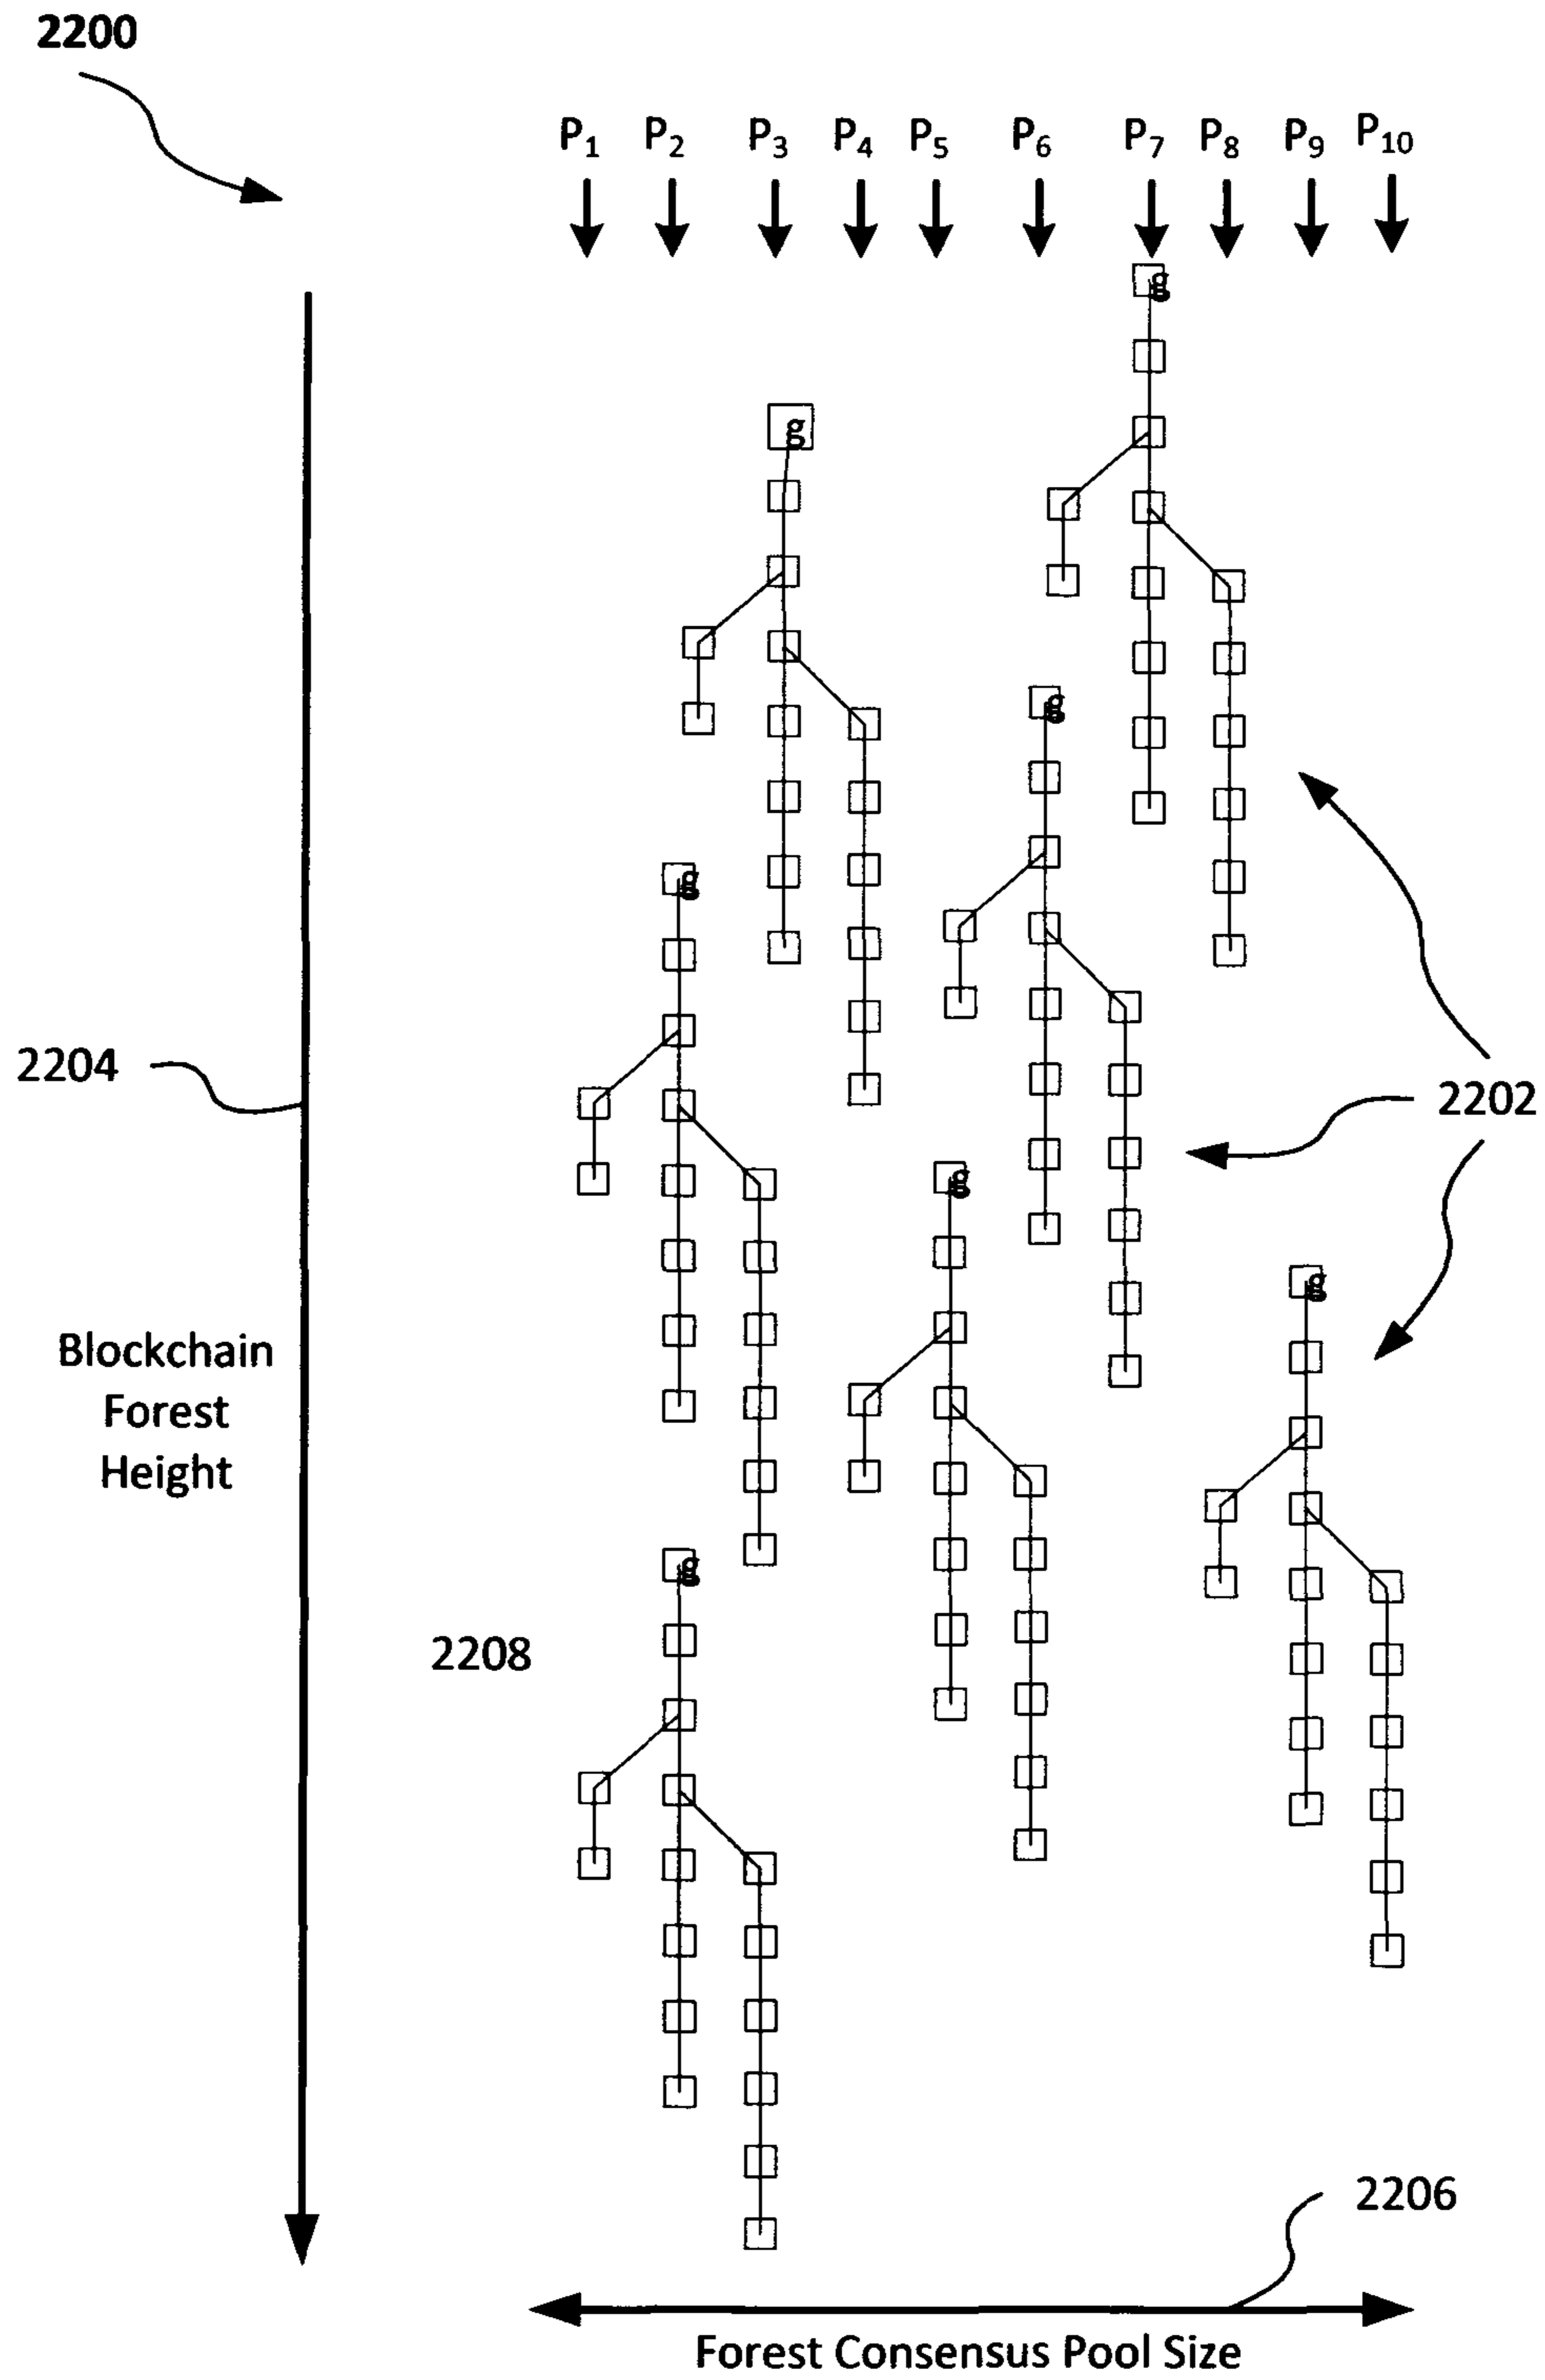 2200
P1 P2 P3 P4 P5 P6 P7 P8 P9 P10
g
g
g
g
2204
2202
g
g
Blockchain
Forest
Height
g
2208
2206
Forest Consensus Pool Size